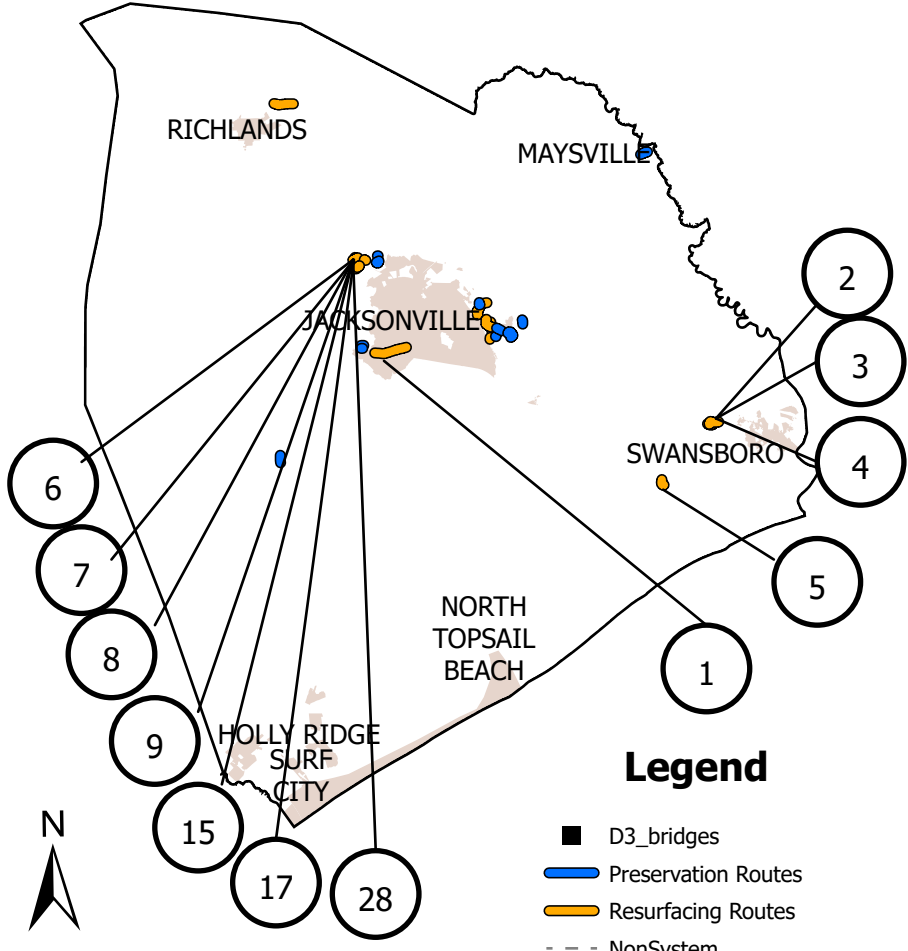 RICHLANDS
MAYSVILLE
2
JACKSONVILLE
3
SWANSBORO
4
6
7
5
NORTH
TOPSAIL
BEACH
8
1
9
HOLLY RIDGE
SURF
CITY
15
17
28
N
Legend
D3_bridges
Preservation Routes
Resurfacing Routes
NonSystem